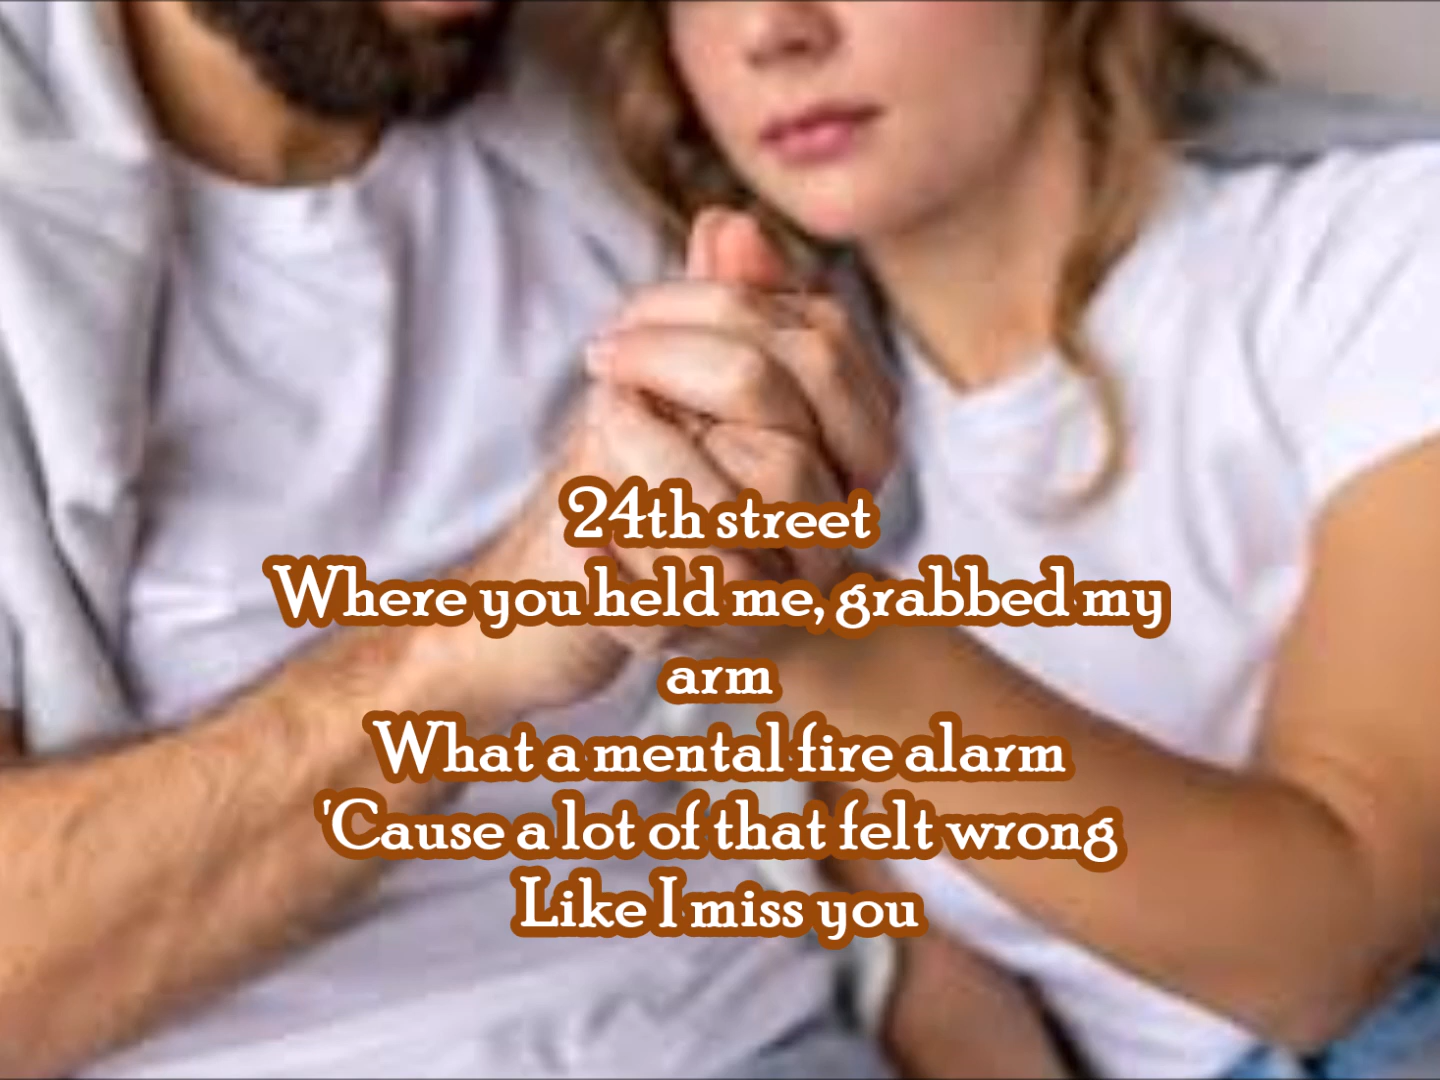 24th street
Where you held me, grabbed my
arm
What a mental fire alarm
'Cause a lot of that felt wrong
Like I miss you